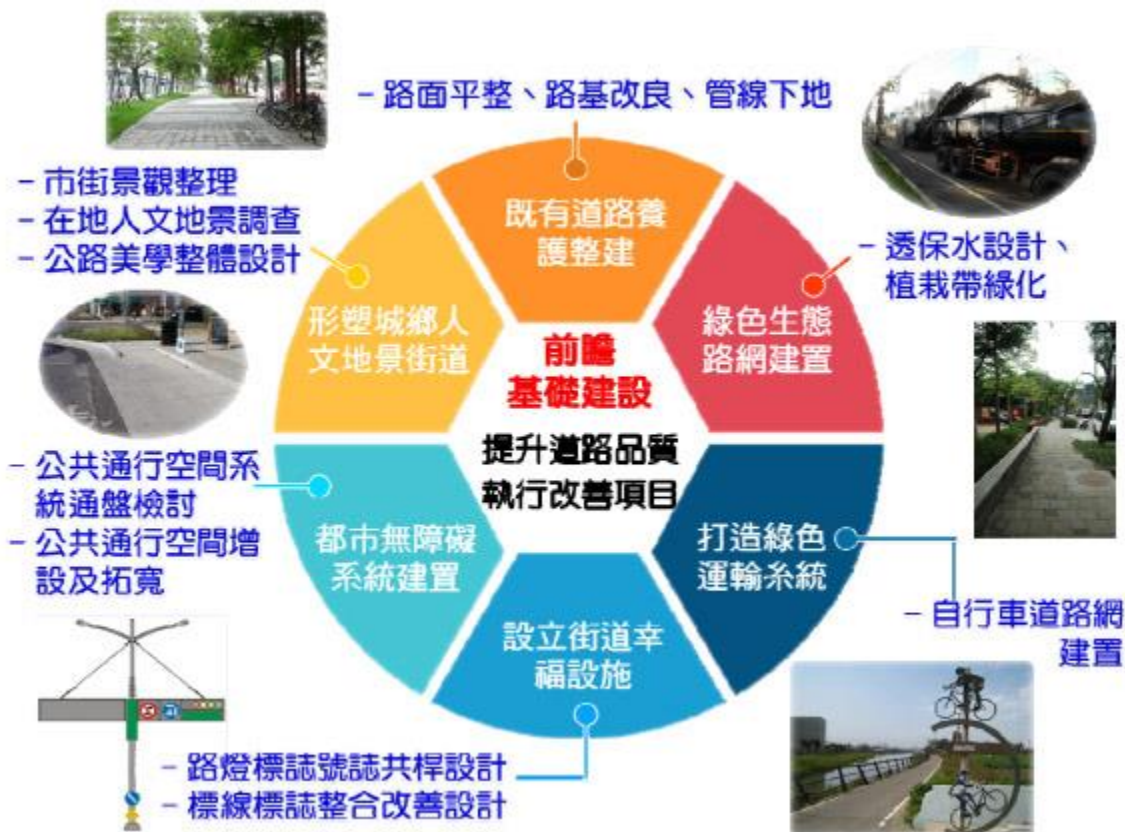 - 路面平整、路基改良、管線下地
- 市街景觀整理
- 在地人文地景調查
- 公路美學整體設計
既有道路養
護整建
- 透保水設計、
植栽帶綠化
形塑城鄉人
文地景街道
綠色生態
路網建置
前瞻
基礎建設
提升道路品質
執行改善項目
- 公共通行空間系
統通盤檢討
- 公共通行空間增
設及拓寬
都市無障礙
系統建置
打造綠色
運輸系統
- 自行車道路網
建置
設立街道幸
福設施
- 路燈標誌號誌共桿設計
- 標線標誌整合改善設計